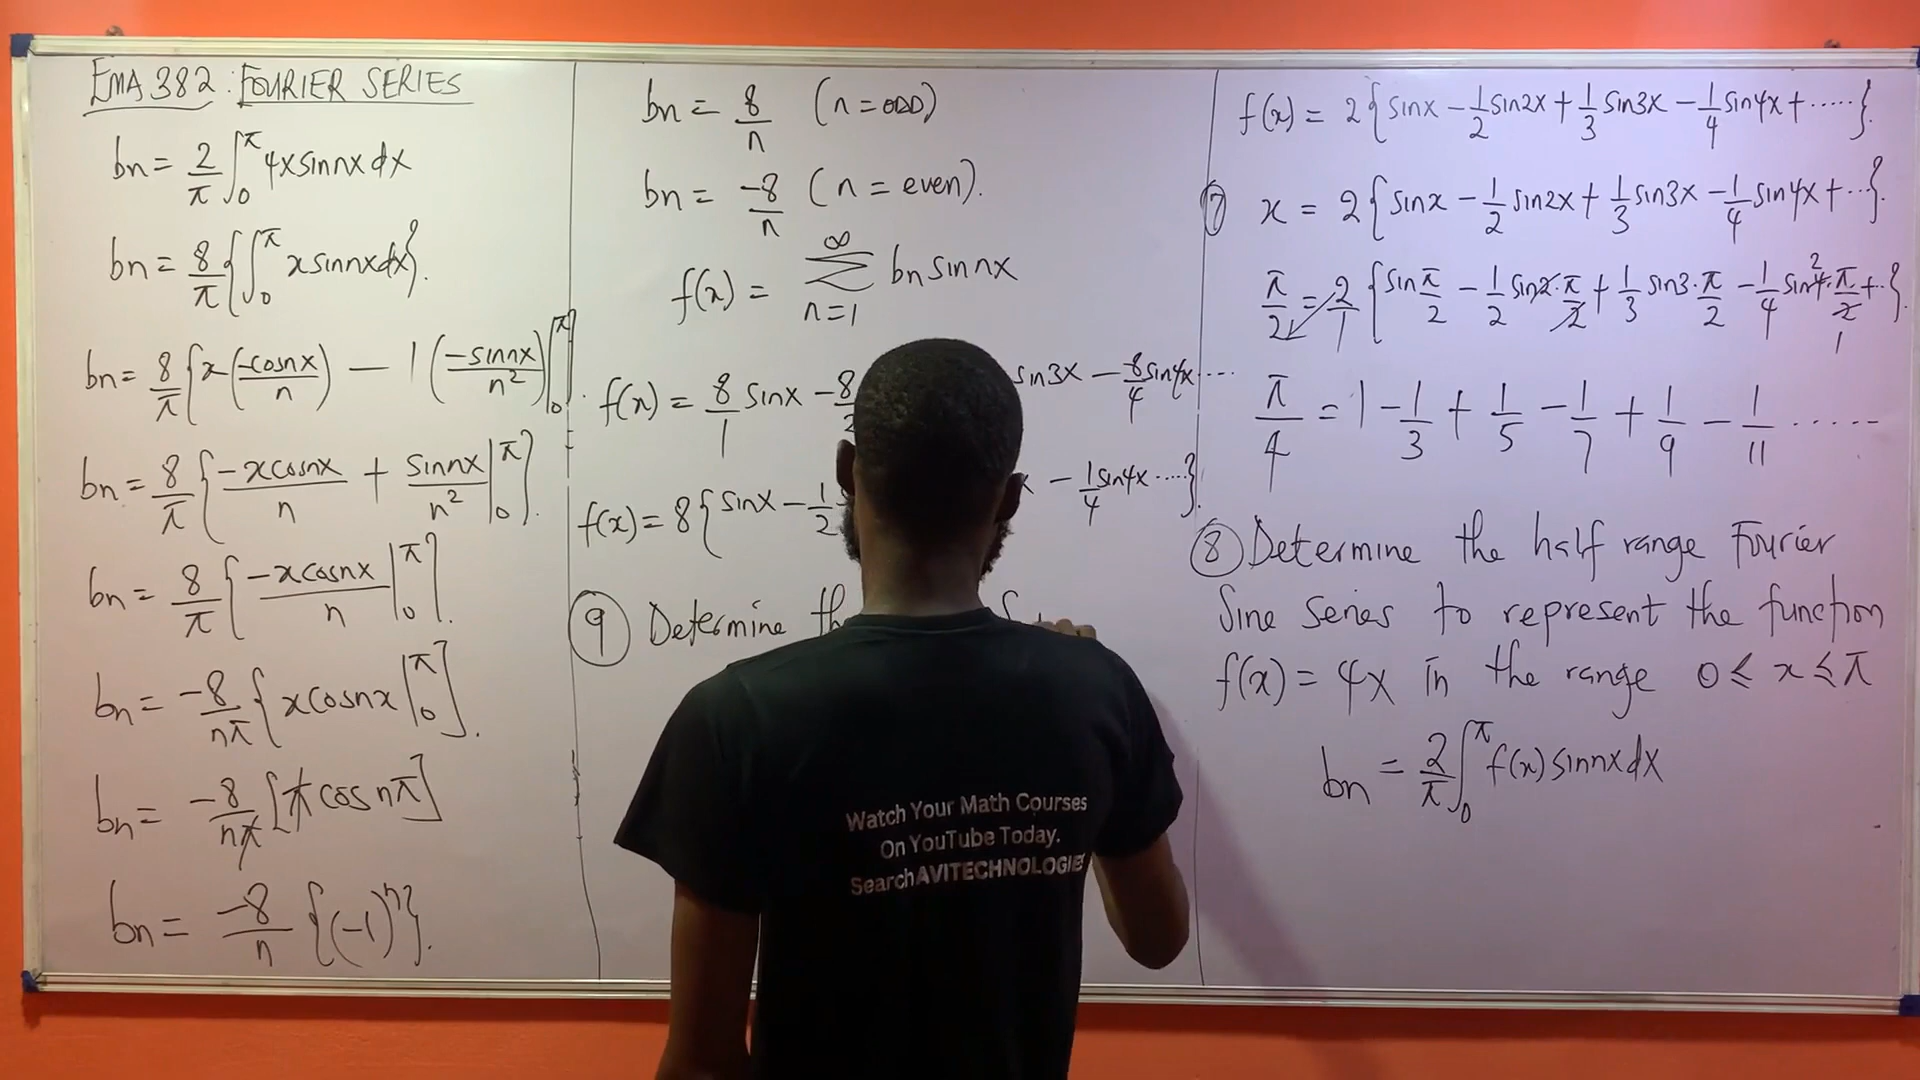 EMA 382: FOURIER SERIES
bn = 2/π ∫₀^π 4x sin nx dx
bn = 8/π {∫₀^π x sin nx dx}.
bn = 8/π {x(-cos nx/n) – 1(-sin nx/n²)|₀^π}.
bn = 8/π {-x cos nx/n + sin nx/n² |₀^π}.
bn = 8/π {-x cos nx/n |₀^π}.
bn = -8/nπ {x cos nx |₀^π].
bn = -8/nπ [π cos nπ]
bn = -8/n {(-1)ⁿ}.
bn = 8/n (n = ODD)
bn = -8/n (n = even).
f(x) = ∑_{n=1}^∞ bn sin nx
f(x) = 8/1 sin x - 8 sin 3x - 8/4 sin 4x ....
f(x) = 8{sin x - 1/2 x - 1/4 sin 4x .....}.
⑨ Determine
f(x) = 2{sin x - 1/2 sin 2x + 1/3 sin 3x - 1/4 sin 4x + .....}.
⑦ x = 2{sin x - 1/2 sin 2x + 1/3 sin 3x - 1/4 sin 4x + ...}.
π/2 = 2/1 {sin π/2 - 1/2 sin 2·π/2 + 1/3 sin 3·π/2 - 1/4 sin 4²·π/2 1 + ..}.
π/4 = 1 - 1/3 + 1/5 - 1/7 + 1/9 - 1/11 .....
⑧ Determine the half range Fourier
Sine Series to represent the function
f(x) = 4x in the range 0 ≤ x ≤ π
bn = 2/π ∫₀^π f(x) sin nx dx
Watch Your Math Courses
On YouTube Today.
Search AVITECHNOLOGIE